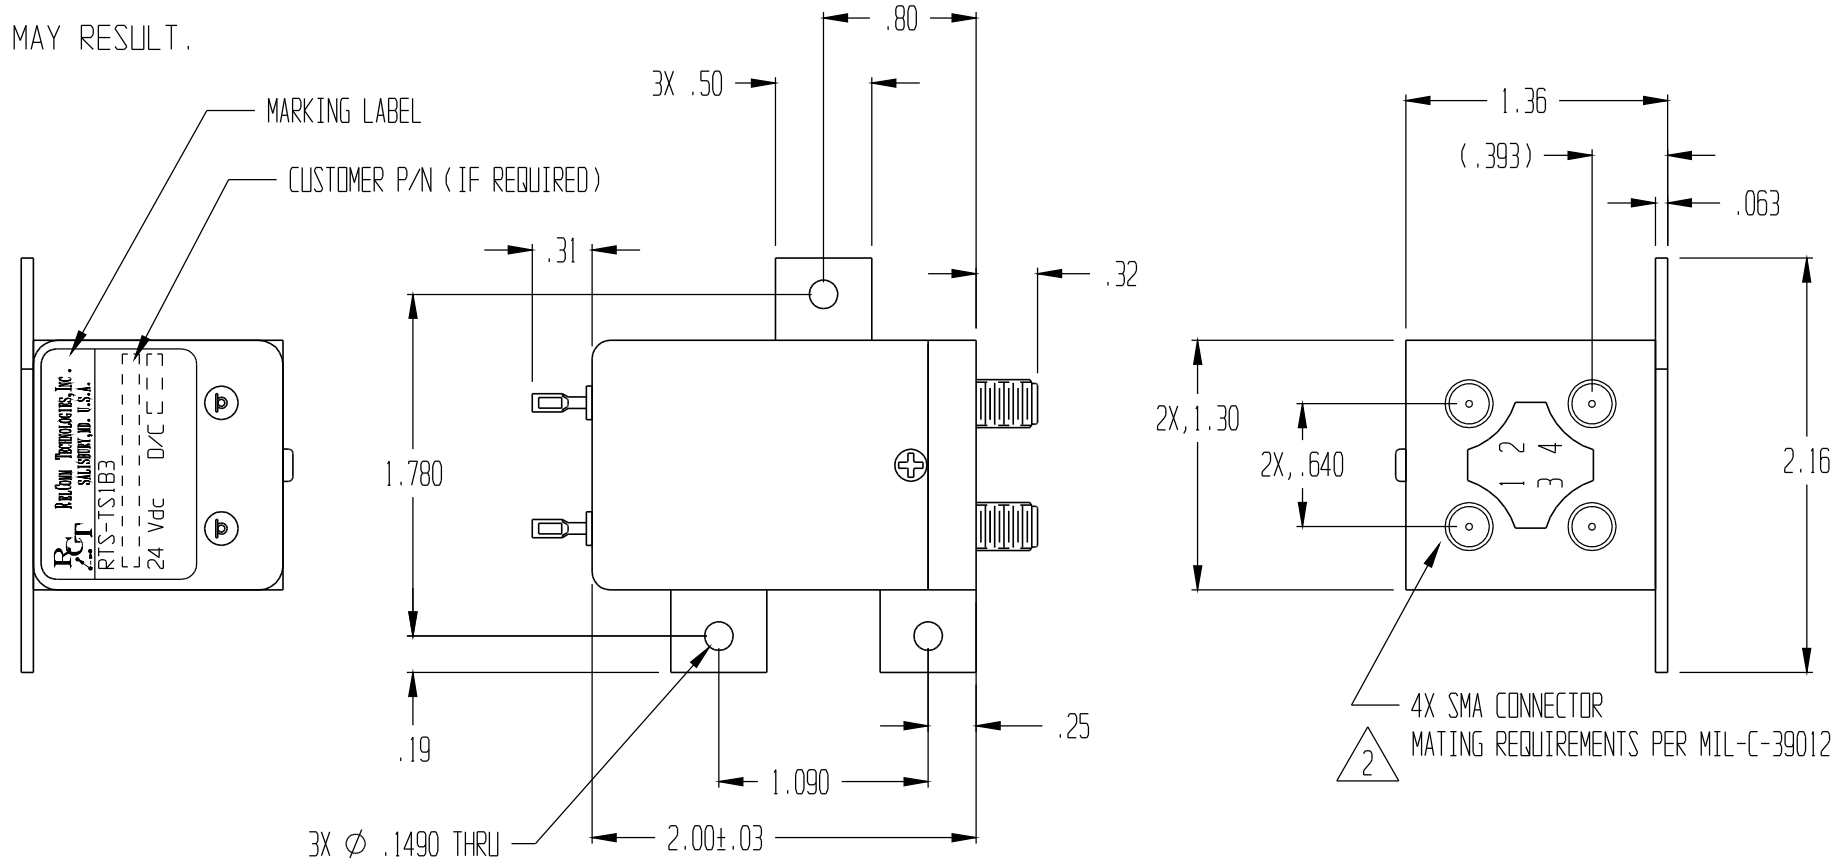 MAY RESULT.
.80
3X .50
MARKING LABEL
CUSTOMER P/N (IF REQUIRED)
1.36
(.393)
.063
.31
.32
RCT
RELCOMM TECHNOLOGIES, INC.
SALISBURY, MD. U.S.A.
RTS-TS1B3
24 Vdc D/C
1.780
2X, 1.30
2X, .640
1 2
3 4
2.16
.19
.25
1.090
2.00±.03
3X Ø .1490 THRU
4X SMA CONNECTOR
MATING REQUIREMENTS PER MIL-C-39012
2